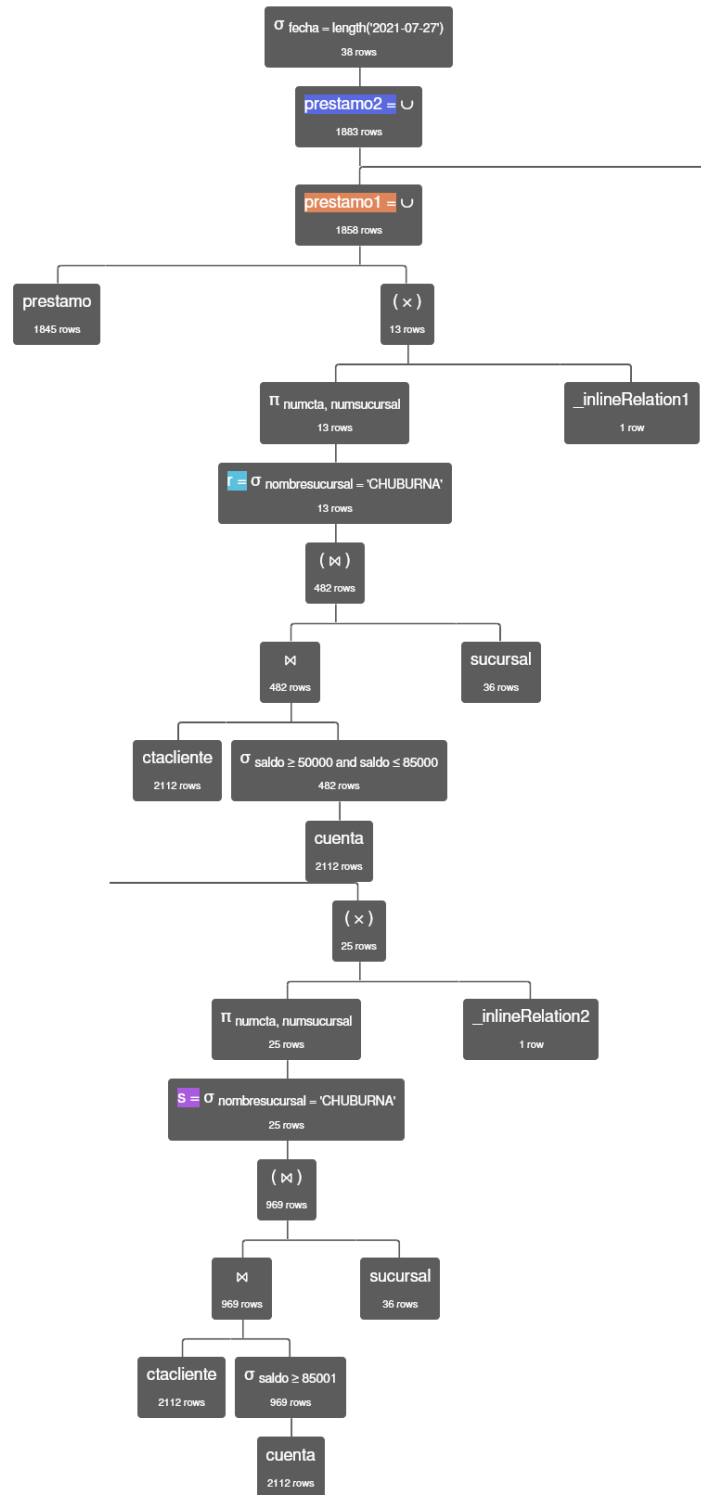 σ fecha = length('2021-07-27')
38 rows
prestamo2 = ∪
1883 rows
prestamo1 = ∪
1858 rows
prestamo
1845 rows
( × )
13 rows
π numcta, numsucursal
13 rows
_inlineRelation1
1 row
r = σ nombresucursal = 'CHUBURNA'
13 rows
( ⋈ )
482 rows
⋈
482 rows
sucursal
36 rows
ctacliente
2112 rows
σ saldo ≥ 50000 and saldo ≤ 85000
482 rows
cuenta
2112 rows
( × )
25 rows
π numcta, numsucursal
25 rows
_inlineRelation2
1 row
s = σ nombresucursal = 'CHUBURNA'
25 rows
( ⋈ )
969 rows
⋈
969 rows
sucursal
36 rows
ctacliente
2112 rows
σ saldo ≥ 85001
969 rows
cuenta
2112 rows